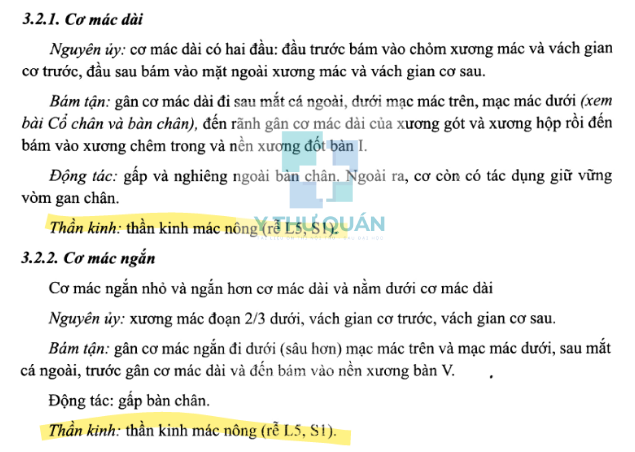 3.2.1. Cơ mác dài
Nguyên ủy: cơ mác dài có hai đầu: đầu trước bám vào chỏm xương mác và vách gian
cơ trước, đầu sau bám vào mặt ngoài xương mác và vách gian cơ sau.
Bám tận: gân cơ mác dài đi sau mắt cá ngoài, dưới mạc mác trên, mạc mác dưới (xem
bài Cổ chân và bàn chân), đến rãnh gân cơ mác dài của xương gót và xương hộp rồi đến
bám vào xương chêm trong và nền xương đốt bàn I.
Động tác: gấp và nghiêng ngoài bàn chân. Ngoài ra, cơ còn có tác dụng giữ vững
vòm gan chân.
Y THƯ QUÁN
Thần kinh: thần kinh mác nông (rễ L5, S1).
3.2.2. Cơ mác ngắn
Cơ mác ngắn nhỏ và ngắn hơn cơ mác dài và nằm dưới cơ mác dài
Nguyên ủy: xương mác đoạn 2/3 dưới, vách gian cơ trước, vách gian cơ sau.
Bám tận: gân cơ mác ngắn đi dưới (sâu hơn) mạc mác trên và mạc mác dưới, sau mắt
cá ngoài, trước gân cơ mác dài và đến bám vào nền xương bàn V.
Động tác: gấp bàn chân.
Thần kinh: thần kinh mác nông (rễ L5, S1).